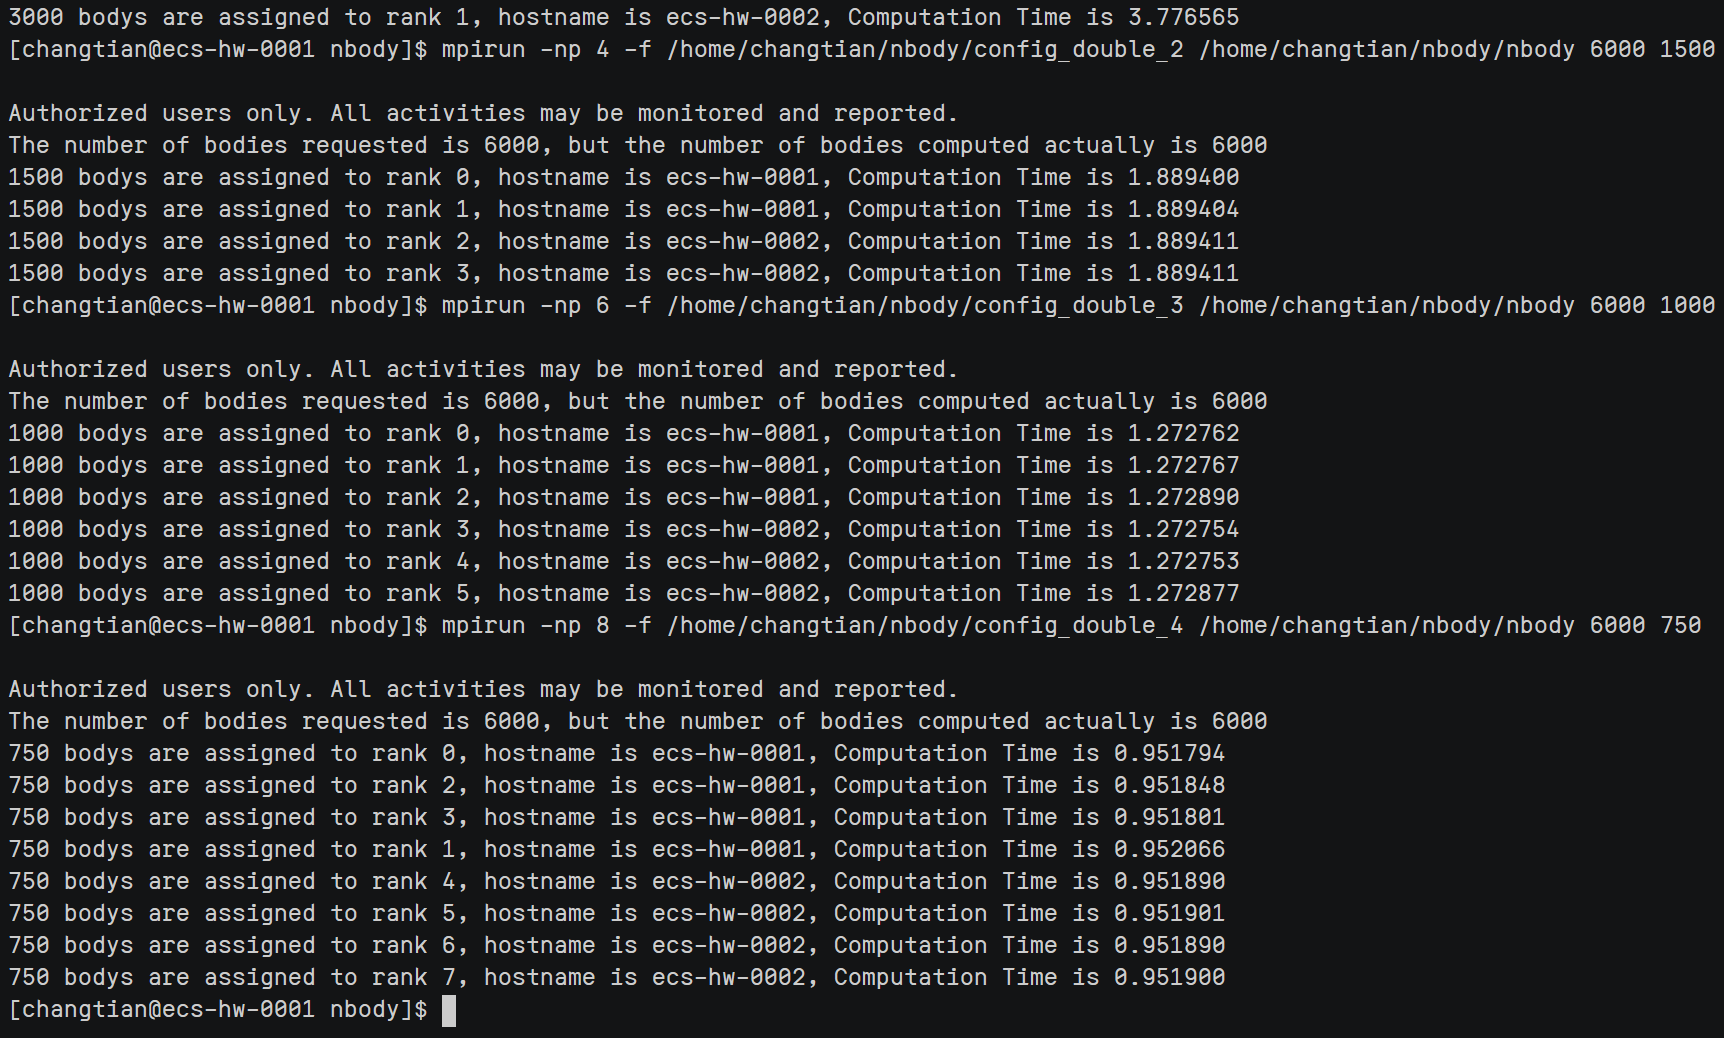 3000 bodys are assigned to rank 1, hostname is ecs-hw-0002, Computation Time is 3.776565
[changtian@ecs-hw-0001 nbody]$ mpirun -np 4 -f /home/changtian/nbody/config_double_2 /home/changtian/nbody/nbody 6000 1500
Authorized users only. All activities may be monitored and reported.
The number of bodies requested is 6000, but the number of bodies computed actually is 6000
1500 bodys are assigned to rank 0, hostname is ecs-hw-0001, Computation Time is 1.889400
1500 bodys are assigned to rank 1, hostname is ecs-hw-0001, Computation Time is 1.889404
1500 bodys are assigned to rank 2, hostname is ecs-hw-0002, Computation Time is 1.889411
1500 bodys are assigned to rank 3, hostname is ecs-hw-0002, Computation Time is 1.889411
[changtian@ecs-hw-0001 nbody]$ mpirun -np 6 -f /home/changtian/nbody/config_double_3 /home/changtian/nbody/nbody 6000 1000
Authorized users only. All activities may be monitored and reported.
The number of bodies requested is 6000, but the number of bodies computed actually is 6000
1000 bodys are assigned to rank 0, hostname is ecs-hw-0001, Computation Time is 1.272762
1000 bodys are assigned to rank 1, hostname is ecs-hw-0001, Computation Time is 1.272767
1000 bodys are assigned to rank 2, hostname is ecs-hw-0001, Computation Time is 1.272890
1000 bodys are assigned to rank 3, hostname is ecs-hw-0002, Computation Time is 1.272754
1000 bodys are assigned to rank 4, hostname is ecs-hw-0002, Computation Time is 1.272753
1000 bodys are assigned to rank 5, hostname is ecs-hw-0002, Computation Time is 1.272877
[changtian@ecs-hw-0001 nbody]$ mpirun -np 8 -f /home/changtian/nbody/config_double_4 /home/changtian/nbody/nbody 6000 750
Authorized users only. All activities may be monitored and reported.
The number of bodies requested is 6000, but the number of bodies computed actually is 6000
750 bodys are assigned to rank 0, hostname is ecs-hw-0001, Computation Time is 0.951794
750 bodys are assigned to rank 2, hostname is ecs-hw-0001, Computation Time is 0.951848
750 bodys are assigned to rank 3, hostname is ecs-hw-0001, Computation Time is 0.951801
750 bodys are assigned to rank 1, hostname is ecs-hw-0001, Computation Time is 0.952066
750 bodys are assigned to rank 4, hostname is ecs-hw-0002, Computation Time is 0.951890
750 bodys are assigned to rank 5, hostname is ecs-hw-0002, Computation Time is 0.951901
750 bodys are assigned to rank 6, hostname is ecs-hw-0002, Computation Time is 0.951890
750 bodys are assigned to rank 7, hostname is ecs-hw-0002, Computation Time is 0.951900
[changtian@ecs-hw-0001 nbody]$